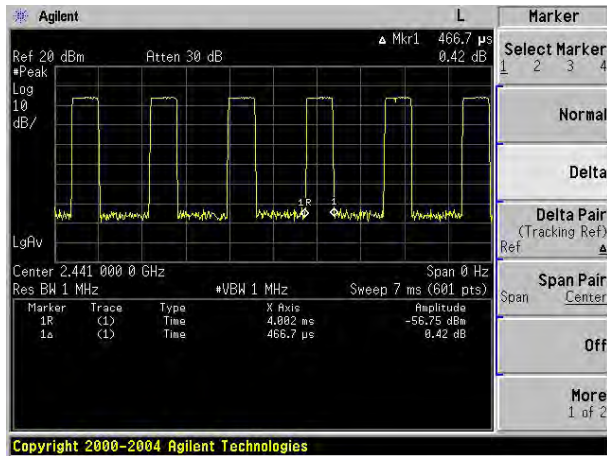 Agilent L Marker
Δ Mkr1 466.7 µs
Ref 20 dBm Atten 30 dB 0.42 dB
#Peak
Log
10
dB/
1R 1
LgAv
Center 2.441 000 0 GHz Span 0 Hz
Res BW 1 MHz #VBW 1 MHz Sweep 7 ms (601 pts)
Marker Trace Type X Axis Amplitude
1R (1) Time 4.002 ms -56.75 dBm
1Δ (1) Time 466.7 µs 0.42 dB
Select Marker
1 2 3 4
Normal
Delta
Delta Pair
(Tracking Ref)
Ref Δ
Span Pair
Span Center
Off
More
1 of 2
Copyright 2000-2004 Agilent Technologies